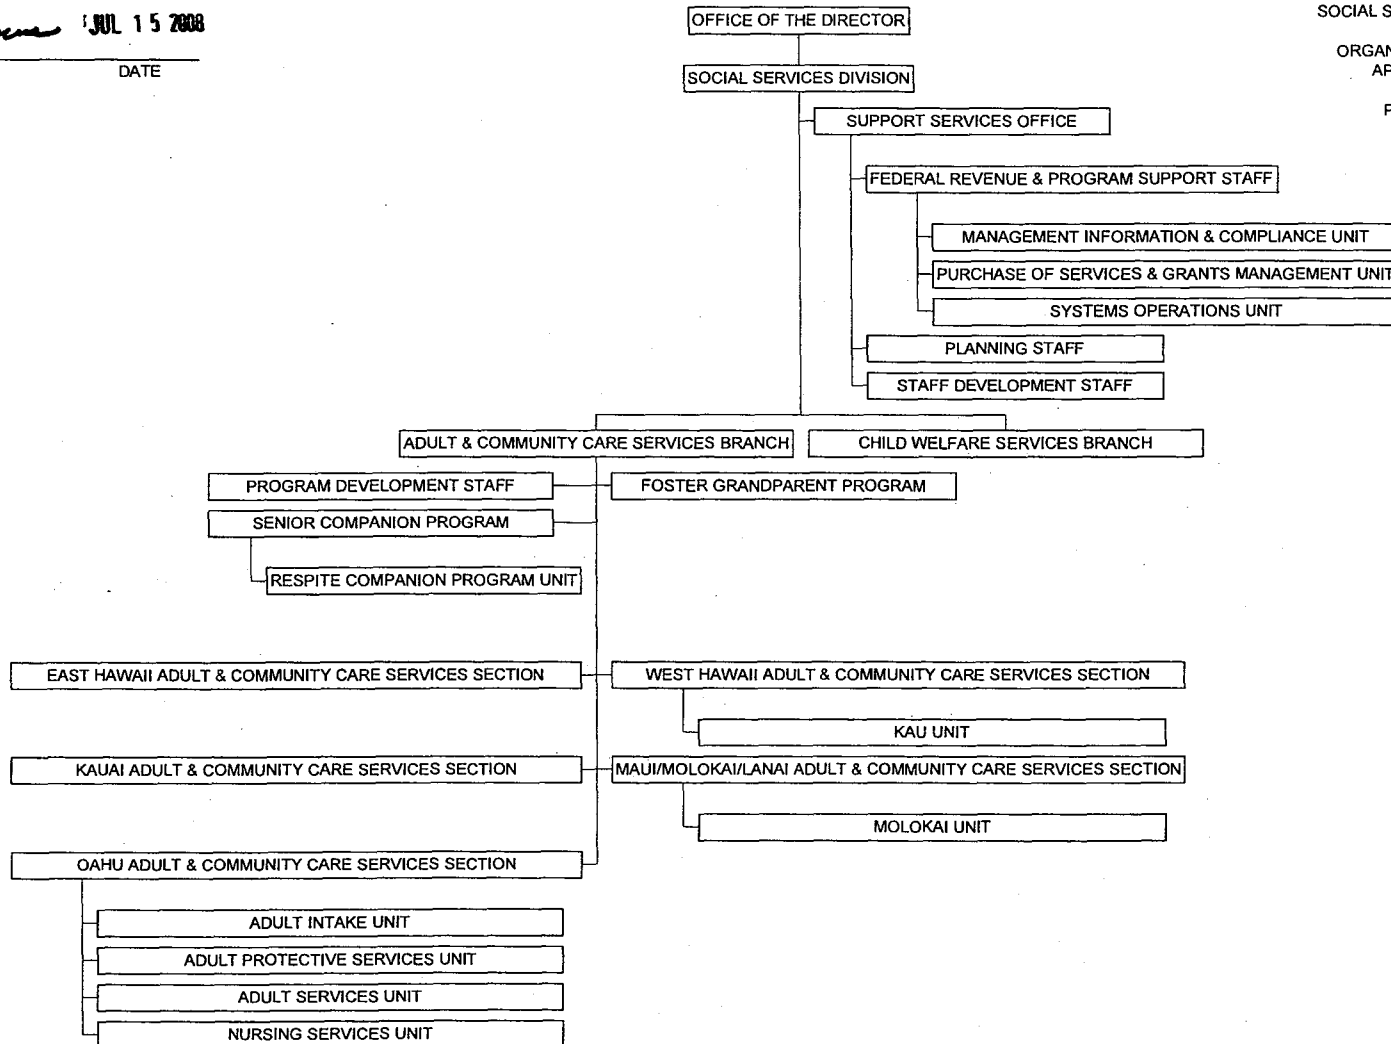 JUL 15 2008
DATE
SOCIAL S
ORGAN
AP
P
OFFICE OF THE DIRECTOR
SOCIAL SERVICES DIVISION
SUPPORT SERVICES OFFICE
FEDERAL REVENUE & PROGRAM SUPPORT STAFF
MANAGEMENT INFORMATION & COMPLIANCE UNIT
PURCHASE OF SERVICES & GRANTS MANAGEMENT UNIT
SYSTEMS OPERATIONS UNIT
PLANNING STAFF
STAFF DEVELOPMENT STAFF
ADULT & COMMUNITY CARE SERVICES BRANCH
CHILD WELFARE SERVICES BRANCH
PROGRAM DEVELOPMENT STAFF
FOSTER GRANDPARENT PROGRAM
SENIOR COMPANION PROGRAM
RESPITE COMPANION PROGRAM UNIT
EAST HAWAII ADULT & COMMUNITY CARE SERVICES SECTION
WEST HAWAII ADULT & COMMUNITY CARE SERVICES SECTION
KAU UNIT
KAUAI ADULT & COMMUNITY CARE SERVICES SECTION
MAUI/MOLOKAI/LANAI ADULT & COMMUNITY CARE SERVICES SECTION
MOLOKAI UNIT
OAHU ADULT & COMMUNITY CARE SERVICES SECTION
ADULT INTAKE UNIT
ADULT PROTECTIVE SERVICES UNIT
ADULT SERVICES UNIT
NURSING SERVICES UNIT